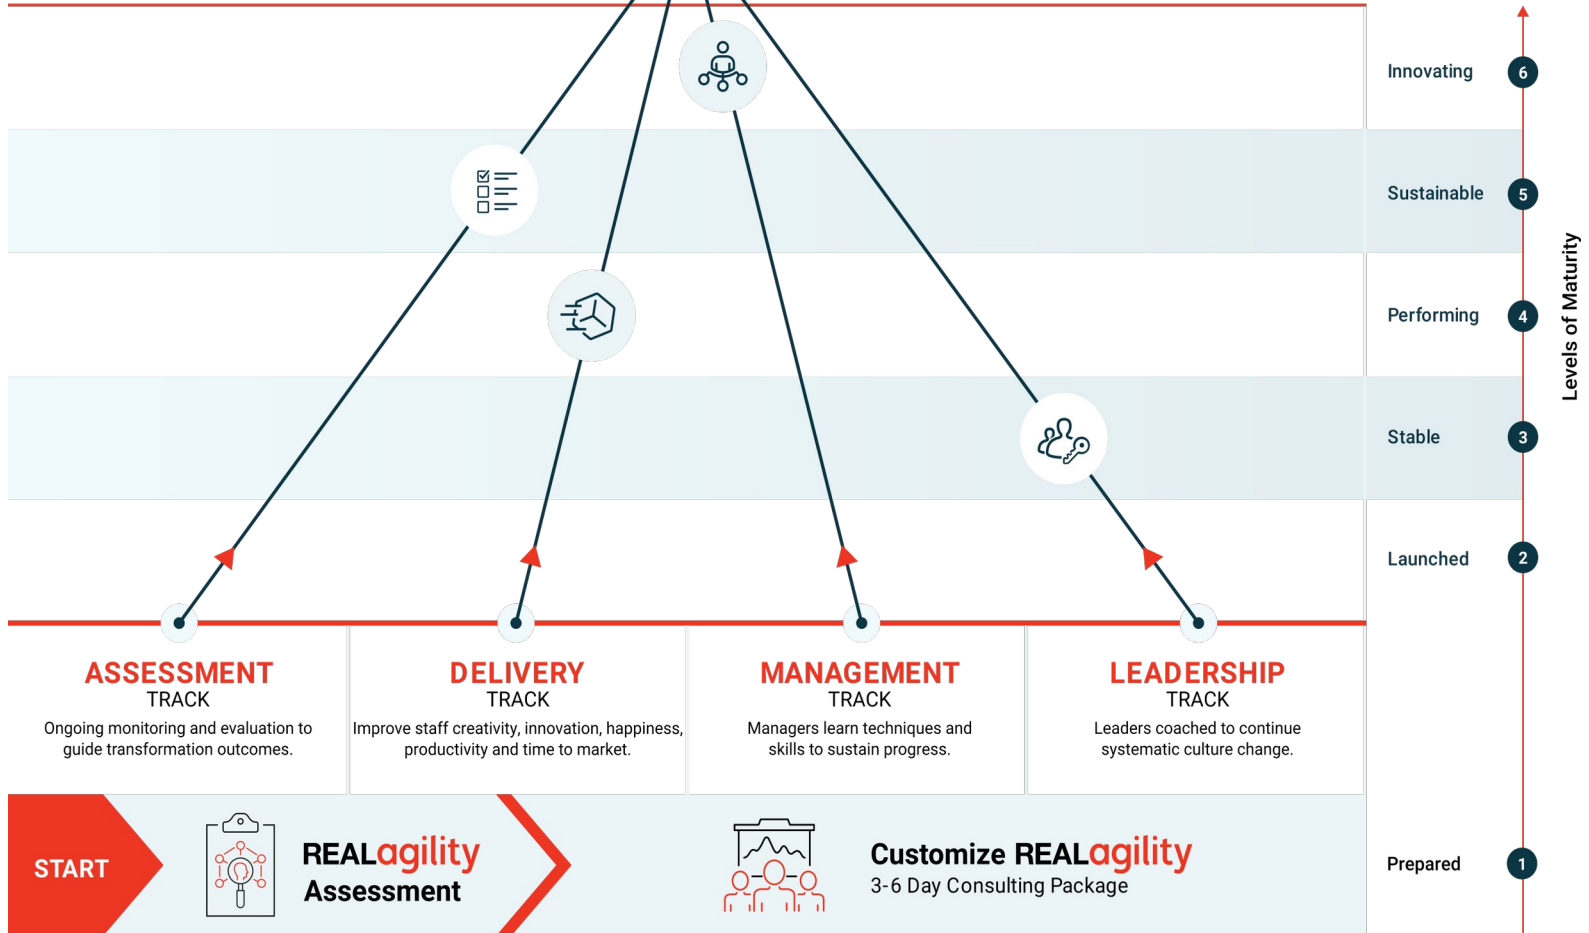 Innovating
6
Sustainable
5
Performing
4
Stable
3
Launched
2
Levels of Maturity
ASSESSMENT
TRACK
Ongoing monitoring and evaluation to
guide transformation outcomes.
DELIVERY
TRACK
Improve staff creativity, innovation, happiness,
productivity and time to market.
MANAGEMENT
TRACK
Managers learn techniques and
skills to sustain progress.
LEADERSHIP
TRACK
Leaders coached to continue
systematic culture change.
START
REALagility
Assessment
Customize REALagility
3-6 Day Consulting Package
Prepared
1